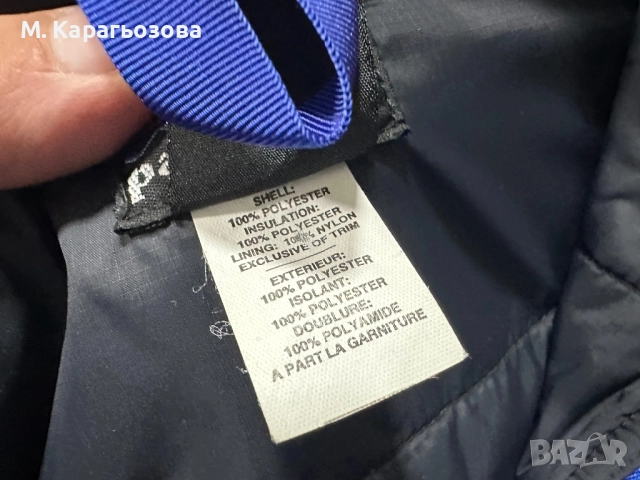 М. Карагьозова
SHELL:
100% POLYESTER
INSULATION:
100% POLYESTER
LINING: 100% NYLON
EXCLUSIVE OF TRIM
EXTERIEUR:
100% POLYESTER
ISOLANT:
100% POLYESTER
DOUBLURE:
100% POLYAMIDE
A PART LA GARNITURE
BAZAR